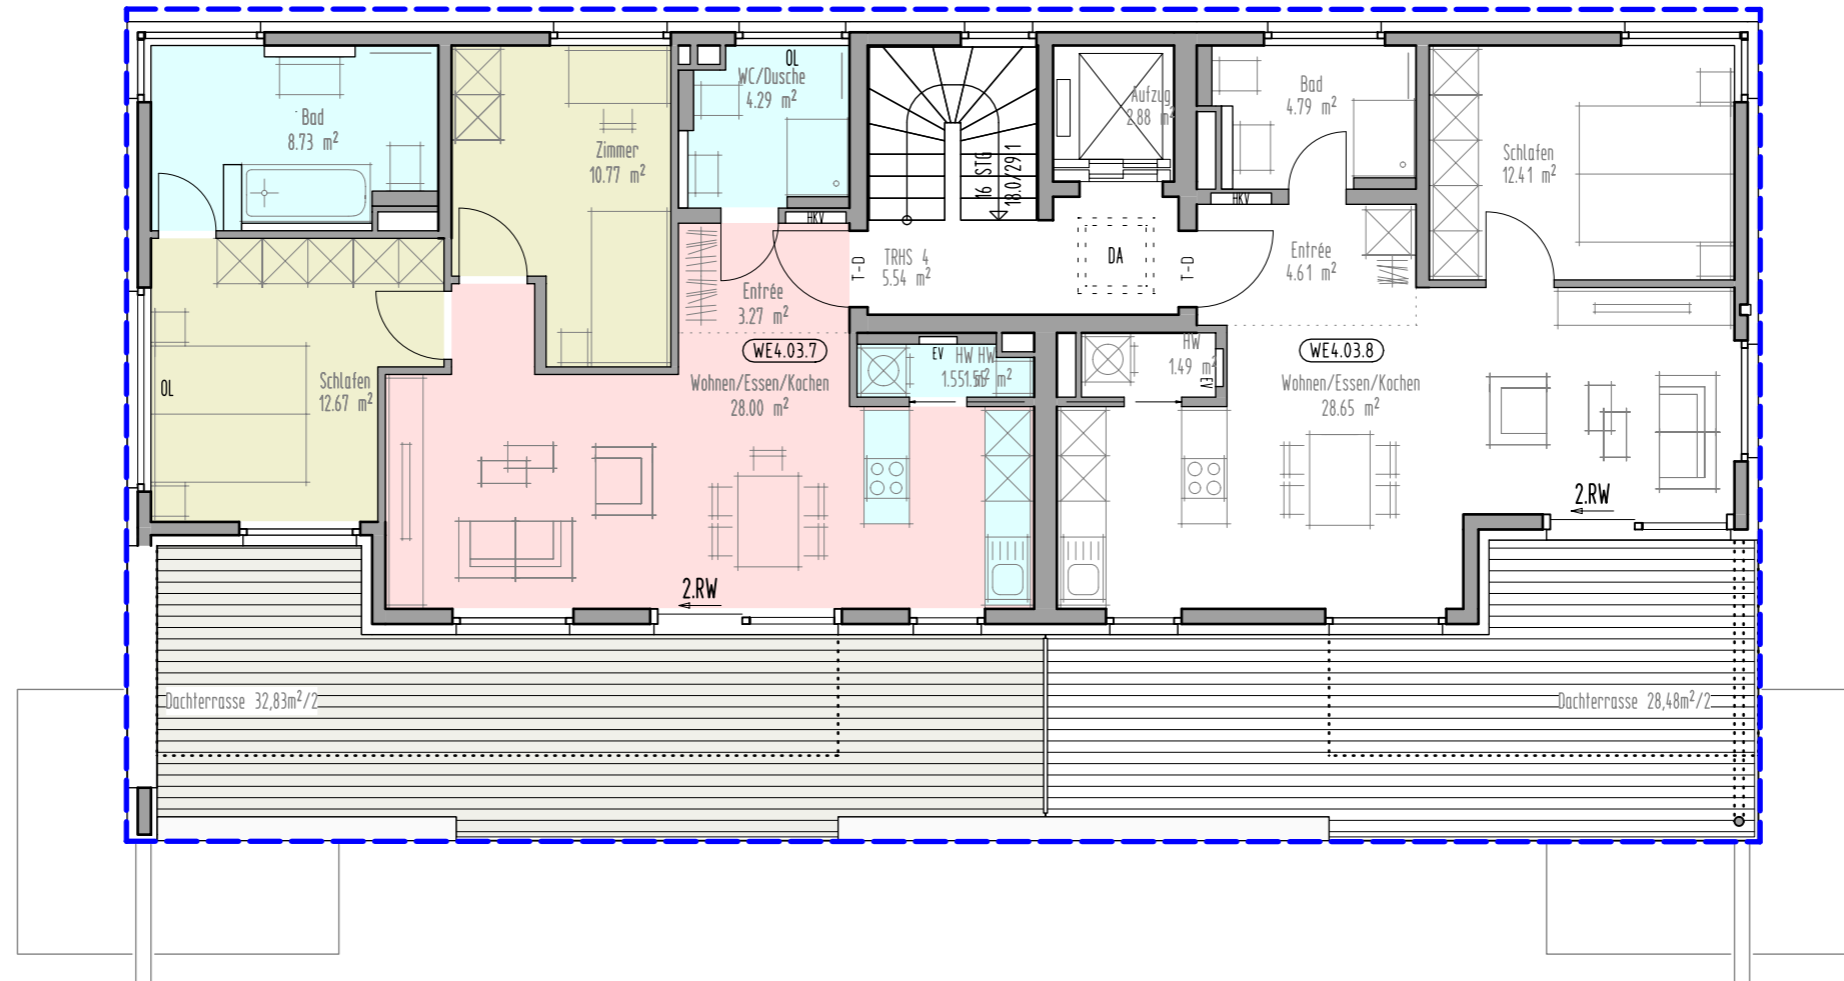 OL
Bad
8.73 m²
Zimmer
10.77 m²
WC/Dusche
4.29 m²
HKV
16 STG
18.0/29.1
Aufzug
2.88 m²
Bad
4.79 m²
HKV
Schlafen
12.41 m²
T-D
TRHS 4
5.54 m²
DA
T-D
Entrée
4.61 m²
Entrée
3.27 m²
OL
Schlafen
12.67 m²
WE4.03.7
Wohnen/Essen/Kochen
28.00 m²
EV
HW HW
HW
1.49 m²
EV
WE4.03.8
Wohnen/Essen/Kochen
28.65 m²
2.RW
2.RW
Dachterrasse 32,83m²/2
Dachterrasse 28,48m²/2